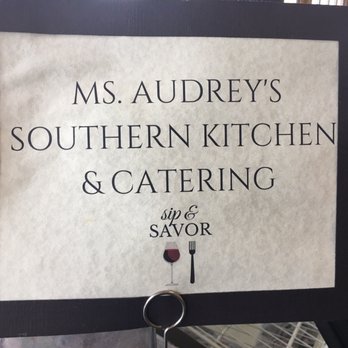 MS. AUDREY'S
SOUTHERN KITCHEN
& CATERING
sip &
SAVOR